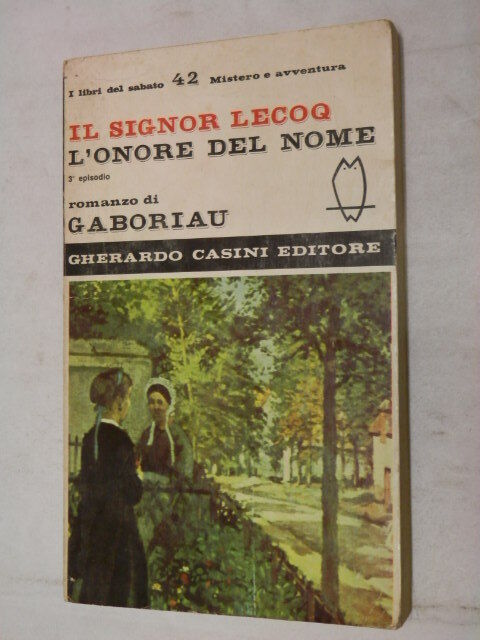 I libri del sabato 42 Mistero e avventura
IL SIGNOR LECOQ
L'ONORE DEL NOME
3° episodio
romanzo di
GABORIAU
GHERARDO CASINI EDITORE